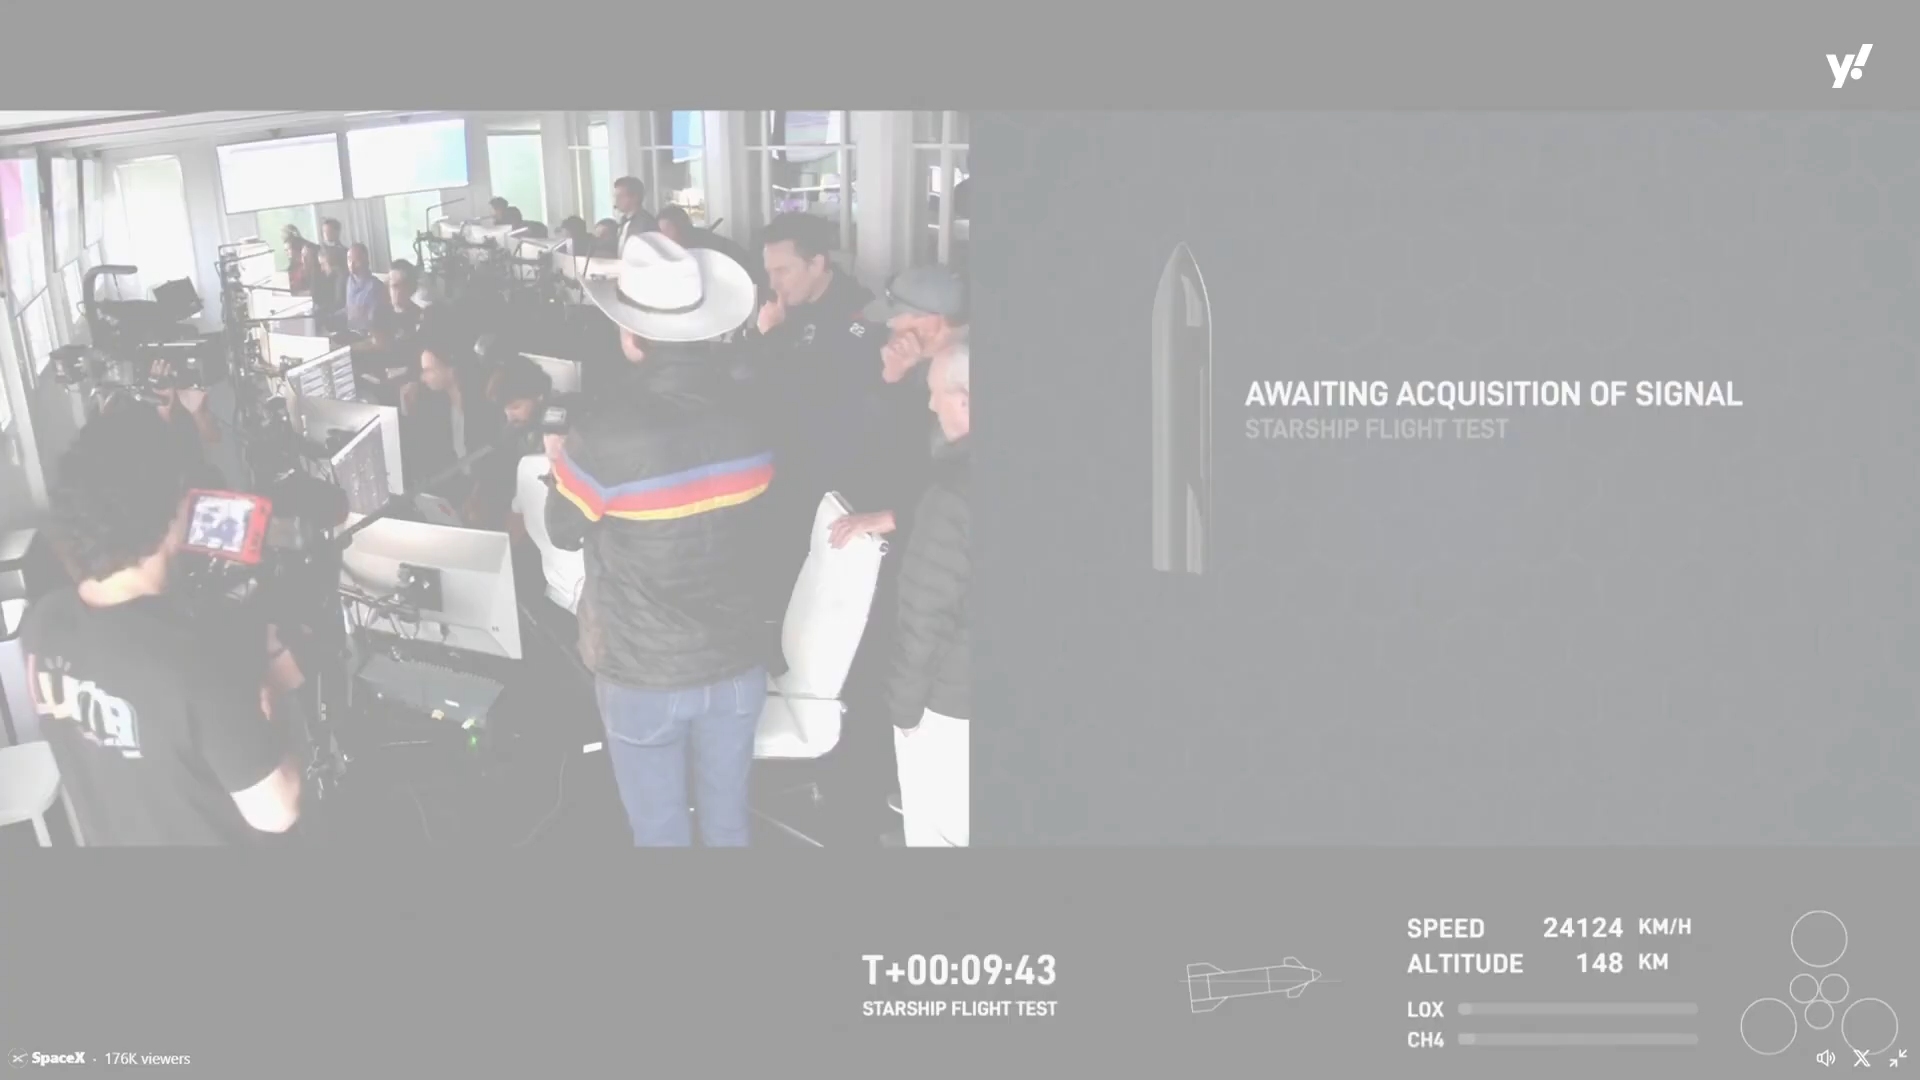 y!
AWAITING ACQUISITION OF SIGNAL
STARSHIP FLIGHT TEST
22
T+00:09:43
STARSHIP FLIGHT TEST
SPEED 24124 KM/H
ALTITUDE 148 KM
LOX
CH4
SpaceX · 176K viewers